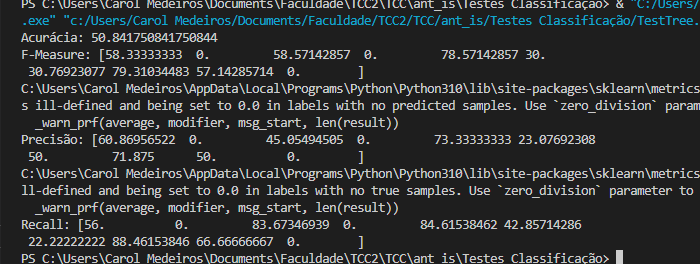 PS C:\Users\Carol Medeiros\Documents\Faculdade\TCC2\TCC\ant_is\Testes Classificação> & "C:/Users/
.exe" "c:/Users/Carol Medeiros/Documents/Faculdade/TCC2/TCC/ant_is/Testes Classificação/TestTree.
Acurácia: 50.841750841750844
F-Measure: [58.33333333 0. 58.57142857 0. 78.57142857 30.
30.76923077 79.31034483 57.14285714 0. ]
C:\Users\Carol Medeiros\AppData\Local\Programs\Python\Python310\lib\site-packages\sklearn\metrics
s ill-defined and being set to 0.0 in labels with no predicted samples. Use `zero_division` param
_warn_prf(average, modifier, msg_start, len(result))
Precisão: [60.86956522 0. 45.05494505 0. 73.33333333 23.07692308
50. 71.875 50. 0. ]
C:\Users\Carol Medeiros\AppData\Local\Programs\Python\Python310\lib\site-packages\sklearn\metrics
ll-defined and being set to 0.0 in labels with no true samples. Use `zero_division` parameter to
_warn_prf(average, modifier, msg_start, len(result))
Recall: [56. 0. 83.67346939 0. 84.61538462 42.85714286
22.22222222 88.46153846 66.66666667 0. ]
PS C:\Users\Carol Medeiros\Documents\Faculdade\TCC2\TCC\ant_is\Testes Classificação>